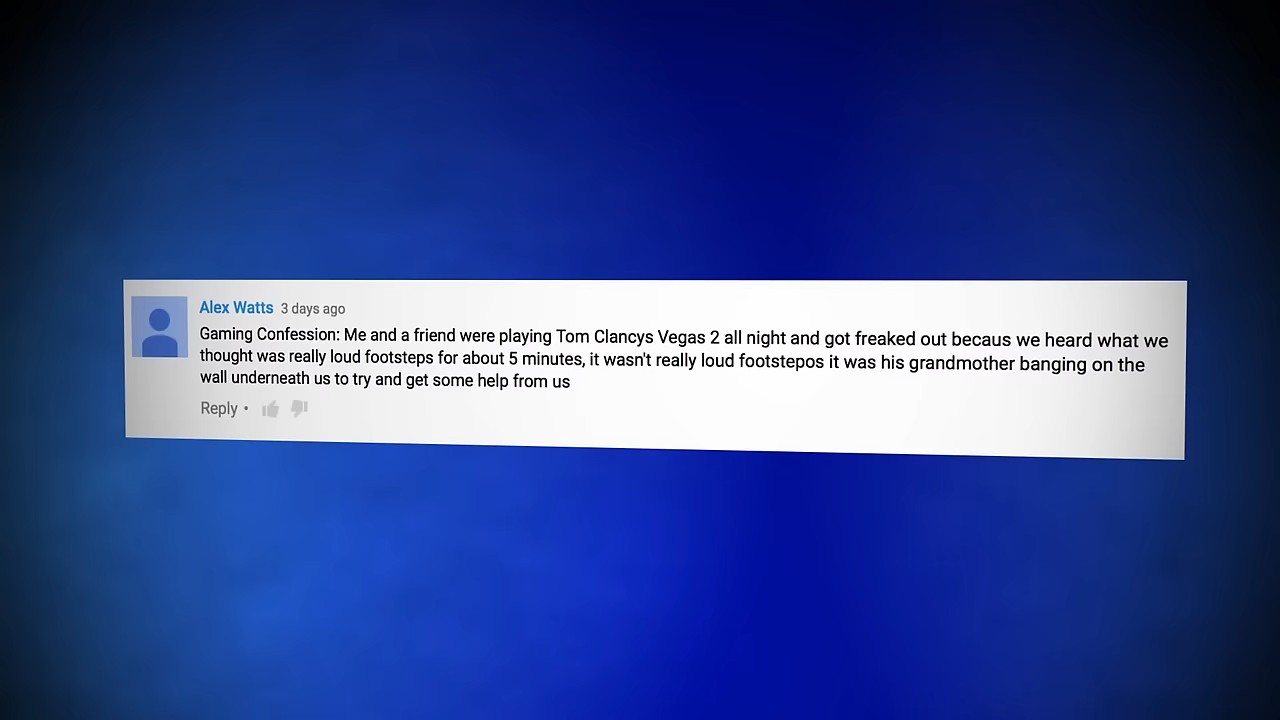 Alex Watts 3 days ago
Gaming Confession: Me and a friend were playing Tom Clancys Vegas 2 all night and got freaked out becaus we heard what we
thought was really loud footsteps for about 5 minutes, it wasn't really loud footstepos it was his grandmother banging on the
wall underneath us to try and get some help from us
Reply •